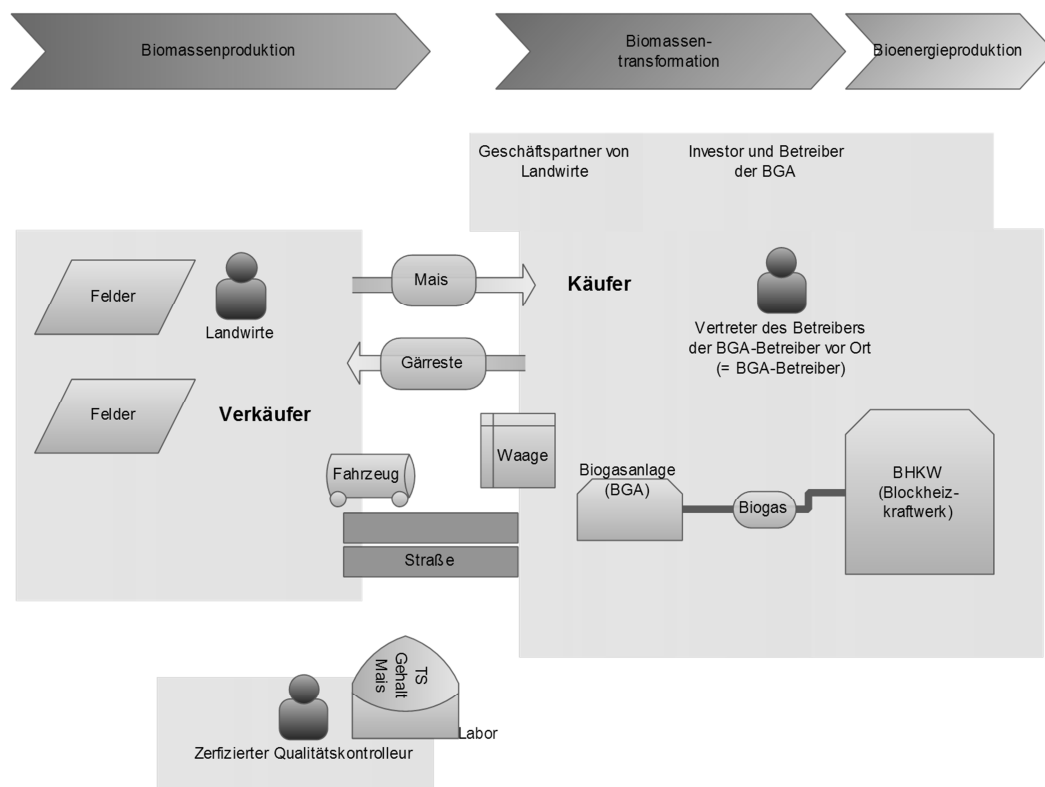 Biomassenproduktion
Biomassen-
transformation
Bioenergieproduktion
Geschäftspartner von
Landwirte
Investor und Betreiber
der BGA
Felder
Landwirte
Mais
Käufer
Vertreter des Betreibers
der BGA-Betreiber vor Ort
(= BGA-Betreiber)
Gärreste
Felder
Verkäufer
Fahrzeug
Waage
Straße
Biogasanlage
(BGA)
Biogas
BHKW
(Blockheiz-
kraftwerk)
TS
Gehalt
Mais
Labor
Zerfizierter Qualitätskontrolleur